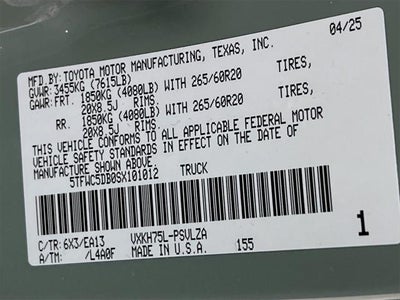 MFD.BY: TOYOTA MOTOR MANUFACTURING, TEXAS, INC. 04/25
GVWR: 3455KG (7615LB)
GAWR: FRT. 1850KG (4080LB) WITH 265/60R20 TIRES,
20X8.5J RIMS
RR. 1850KG (4080LB) WITH 265/60R20 TIRES,
20X8.5J RIMS
THIS VEHICLE CONFORMS TO ALL APPLICABLE FEDERAL MOTOR
VEHICLE SAFETY STANDARDS IN EFFECT ON THE DATE OF
MANUFACTURE SHOWN ABOVE.
5TFWC5DB0SX101012 TRUCK
C/TR: 6X3/EA13 VXKH75L-PSVLZA 1
A/TM: /L4A0F MADE IN U.S.A. 155